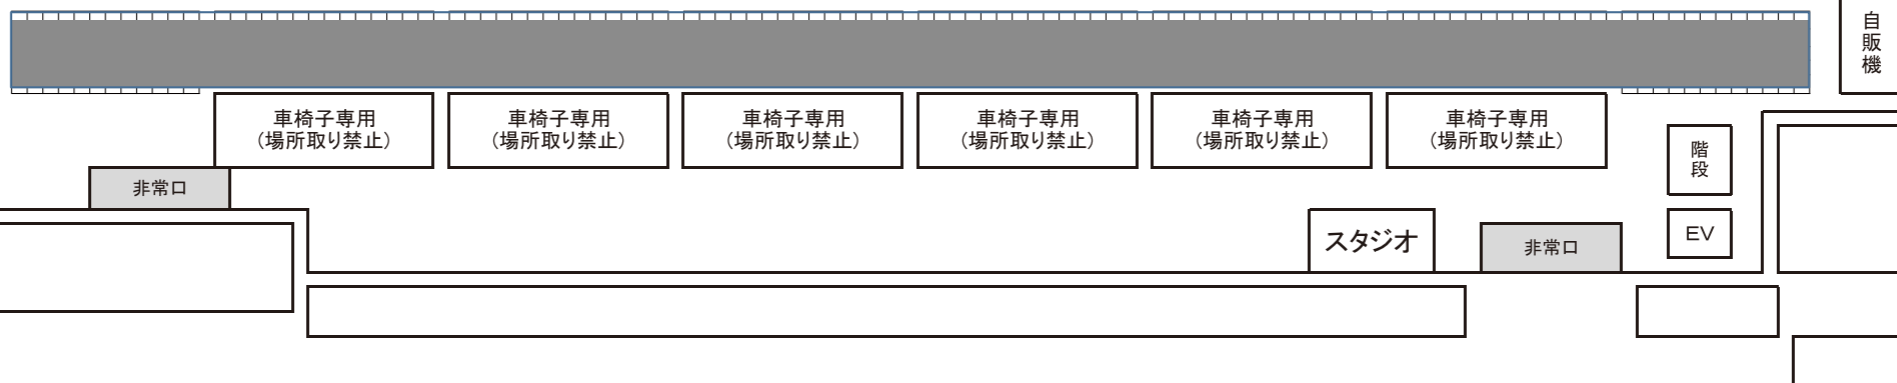 自販機
車椅子専用
(場所取り禁止)
車椅子専用
(場所取り禁止)
車椅子専用
(場所取り禁止)
車椅子専用
(場所取り禁止)
車椅子専用
(場所取り禁止)
車椅子専用
(場所取り禁止)
階段
非常口
スタジオ
非常口
EV